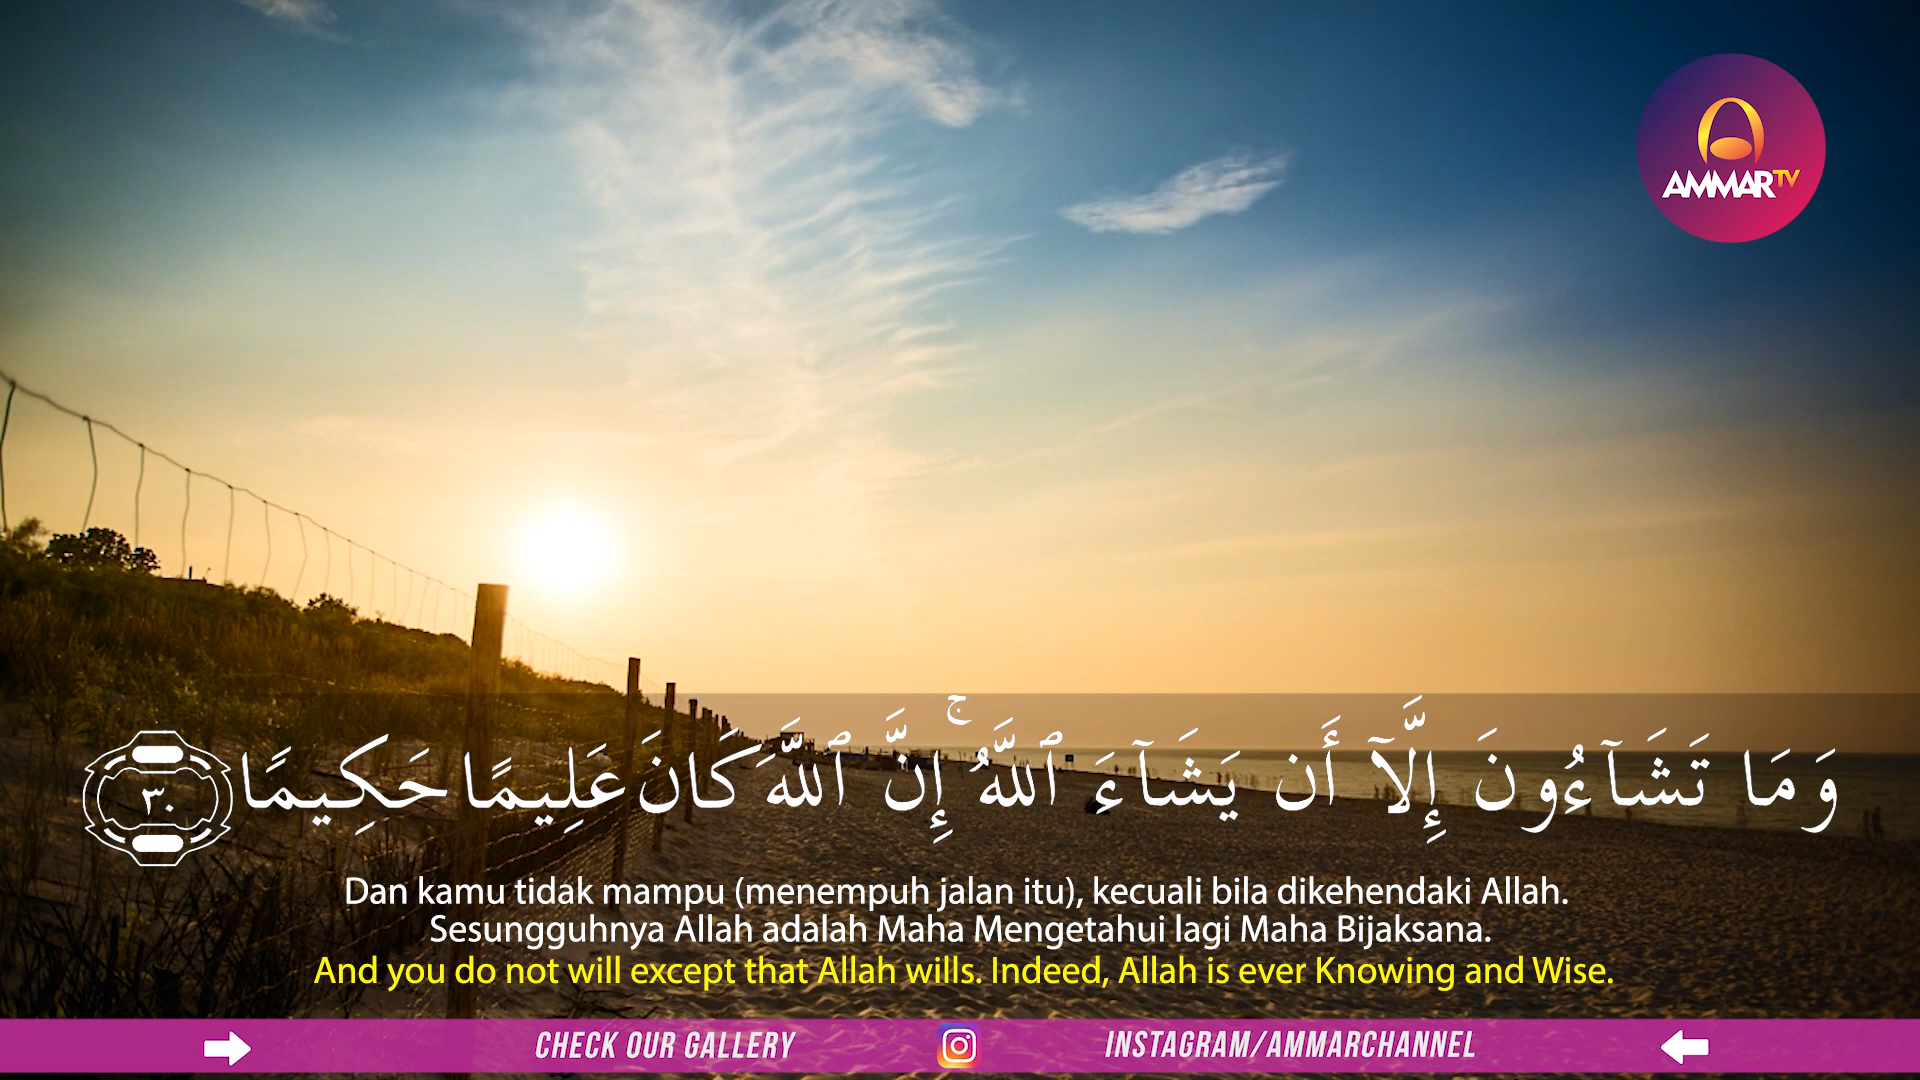 AMMARTV
وَمَا تَشَآءُونَ إِلَّآ أَن يَشَآءَ ٱللَّهُ ۚ إِنَّ ٱللَّهَ كَانَ عَلِيمًا حَكِيمًا ٣٠
Dan kamu tidak mampu (menempuh jalan itu), kecuali bila dikehendaki Allah.
Sesungguhnya Allah adalah Maha Mengetahui lagi Maha Bijaksana.
And you do not will except that Allah wills. Indeed, Allah is ever Knowing and Wise.
CHECK OUR GALLERY INSTAGRAM/AMMARCHANNEL